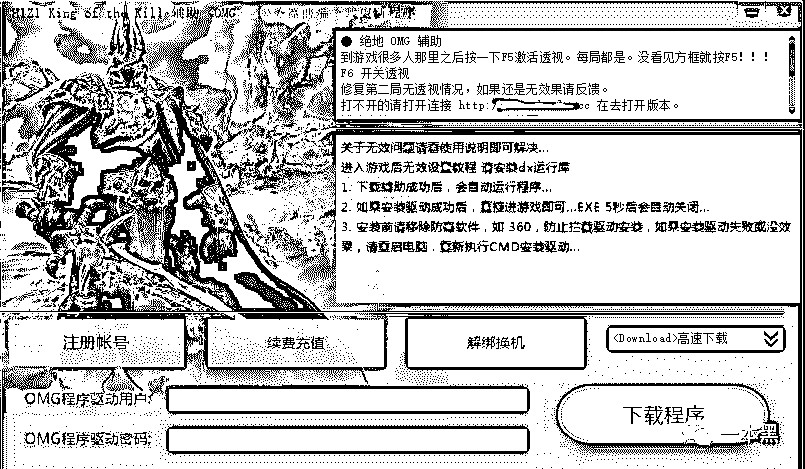 H1Z1 King of the Kill 辅助 COMG
● 绝地 OMG 辅助
到游戏很多人那里之后按一下F5激活透视。每局都是。没看见方框就按F5！！！
F6 开关透视
修复第二局无透视情况，如果还是无效果请反馈。
打不开的请打开连接 http: cc 在去打开版本。
关于无效问题请查使用说明即可解决...
进入游戏后无效设置教程 请安装dx运行库
1. 下载辅助成功后，会自动运行程序...
2. 如果安装驱动成功后，直接进游戏即可...EXE 5秒后会自动关闭...
3. 安装前请移除防毒软件，如 360，防止拦截驱动安装，如果安装驱动失败或没效
果，请重启电脑，重新执行CMD安装驱动...
注册帐号
续费充值
解绑换机
<Download>高速下载
OMG程序驱动用户:
OMG程序驱动密码:
下载程序
一本黑